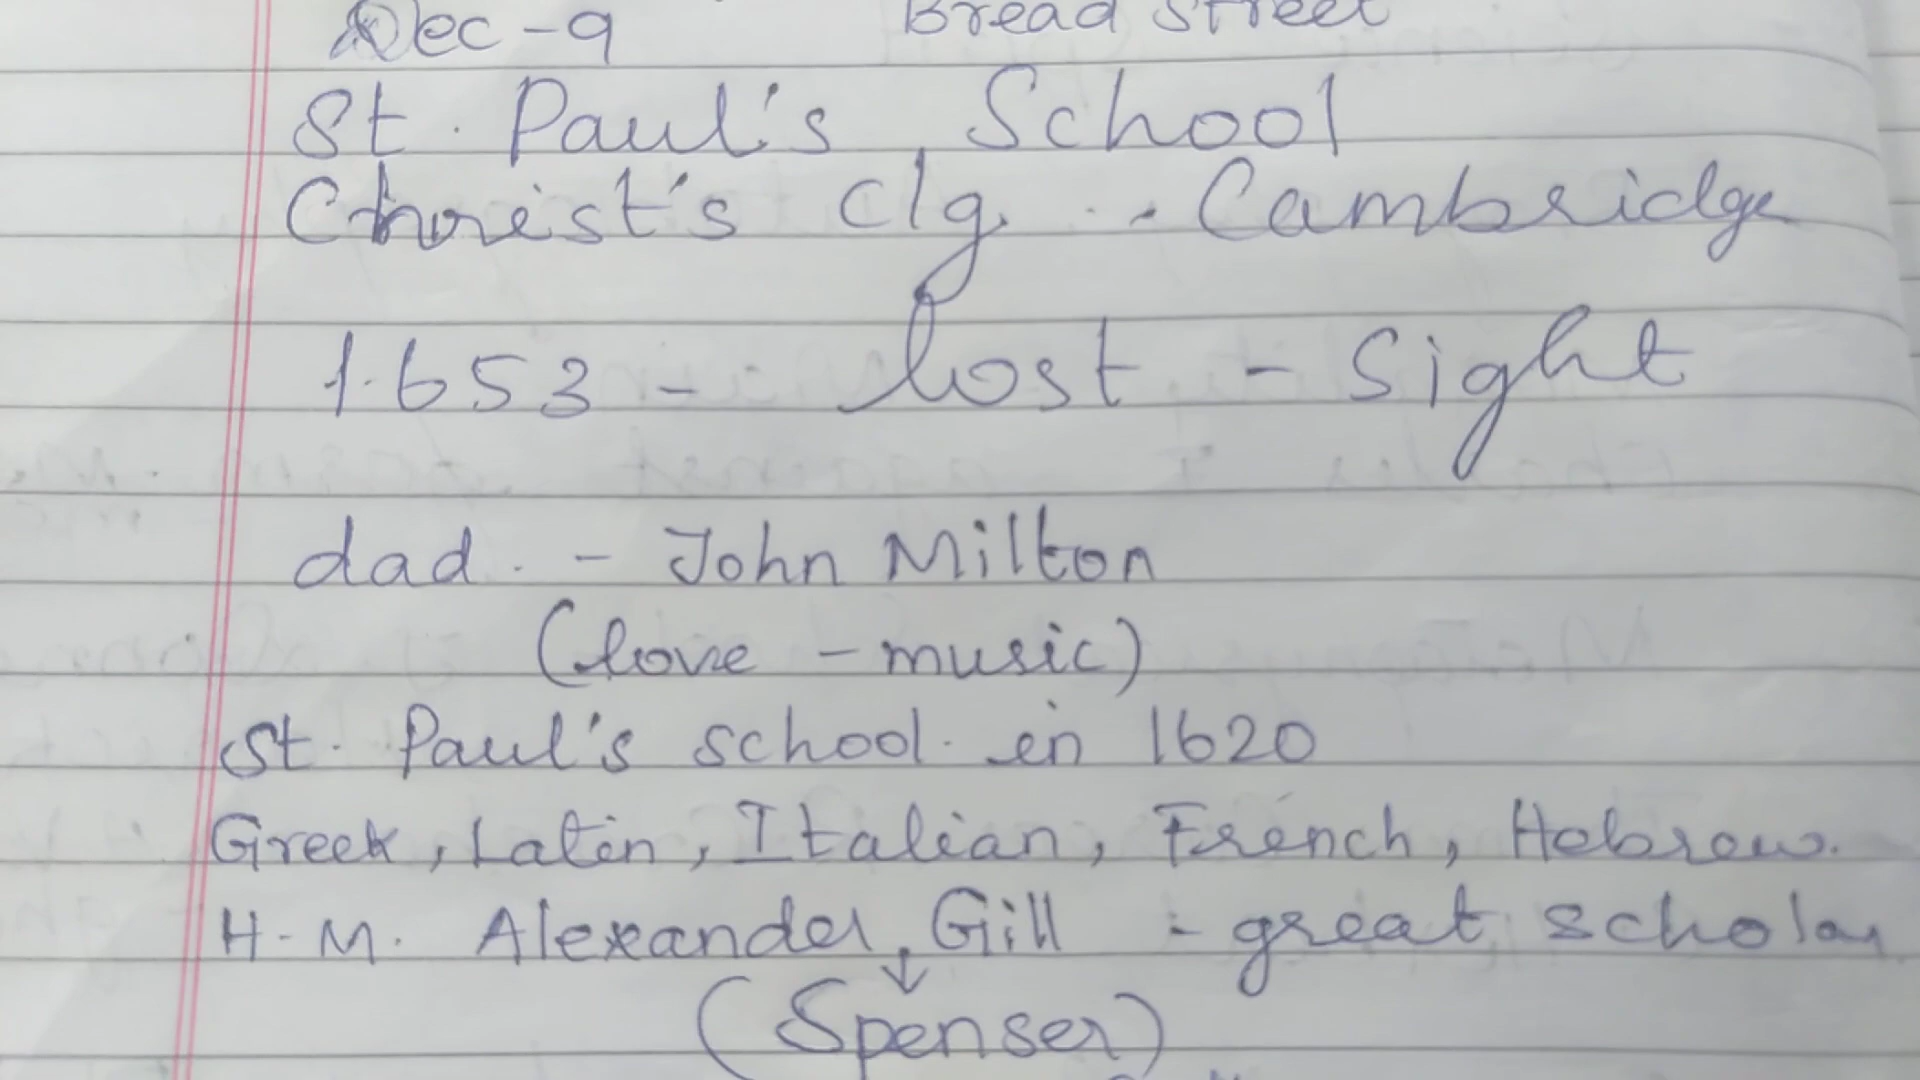 Dec - 9 Bread Street
St. Paul's School
Christ's clg. - Cambridge
1653 - lost - Sight
dad. - John Milton
(love - music)
St. Paul's school in 1620
Greek, Latin, Italian, French, Hebrew.
H.M. Alexander Gill - great scholar
↓
(Spenser)